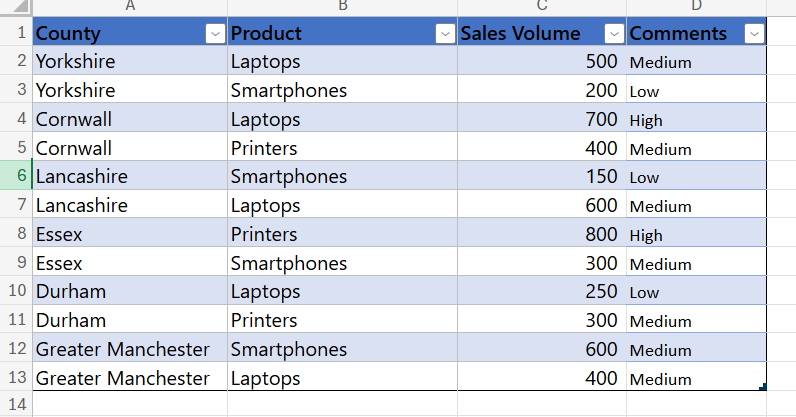 A B C D
1 County Product Sales Volume Comments
2 Yorkshire Laptops 500 Medium
3 Yorkshire Smartphones 200 Low
4 Cornwall Laptops 700 High
5 Cornwall Printers 400 Medium
6 Lancashire Smartphones 150 Low
7 Lancashire Laptops 600 Medium
8 Essex Printers 800 High
9 Essex Smartphones 300 Medium
10 Durham Laptops 250 Low
11 Durham Printers 300 Medium
12 Greater Manchester Smartphones 600 Medium
13 Greater Manchester Laptops 400 Medium
14